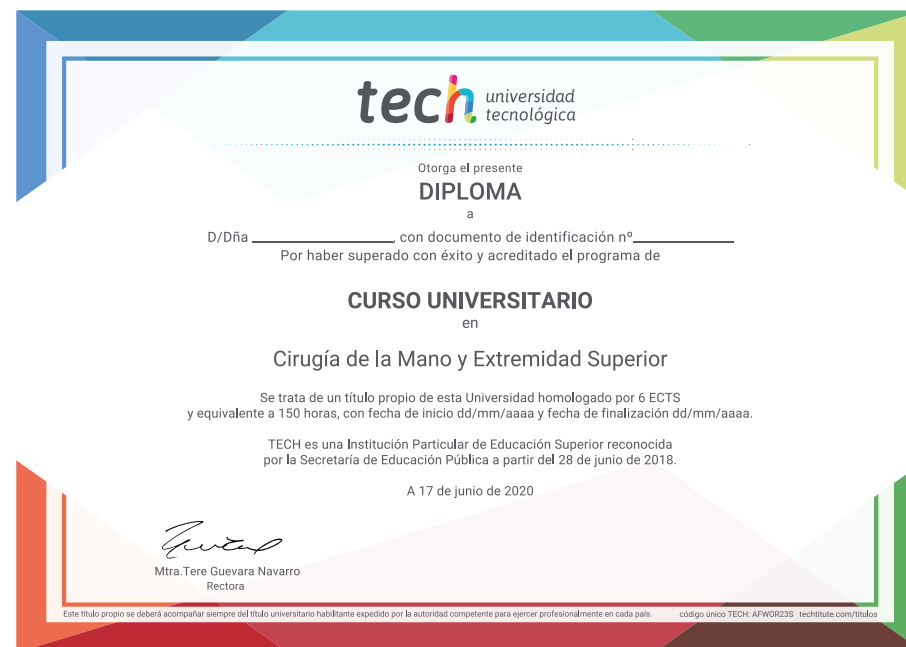 tech universidad
tecnológica
Otorga el presente
DIPLOMA
a
D/Dña ____________________, con documento de identificación nº______________
Por haber superado con éxito y acreditado el programa de
CURSO UNIVERSITARIO
en
Cirugía de la Mano y Extremidad Superior
Se trata de un título propio de esta Universidad homologado por 6 ECTS
y equivalente a 150 horas, con fecha de inicio dd/mm/aaaa y fecha de finalización dd/mm/aaaa.
TECH es una Institución Particular de Educación Superior reconocida
por la Secretaría de Educación Pública a partir del 28 de junio de 2018.
A 17 de junio de 2020
Mtra.Tere Guevara Navarro
Rectora
Este título propio se deberá acompañar siempre del título universitario habilitante expedido por la autoridad competente para ejercer profesionalmente en cada país. código único TECH: AFWOR23S techtitute.com/titulos